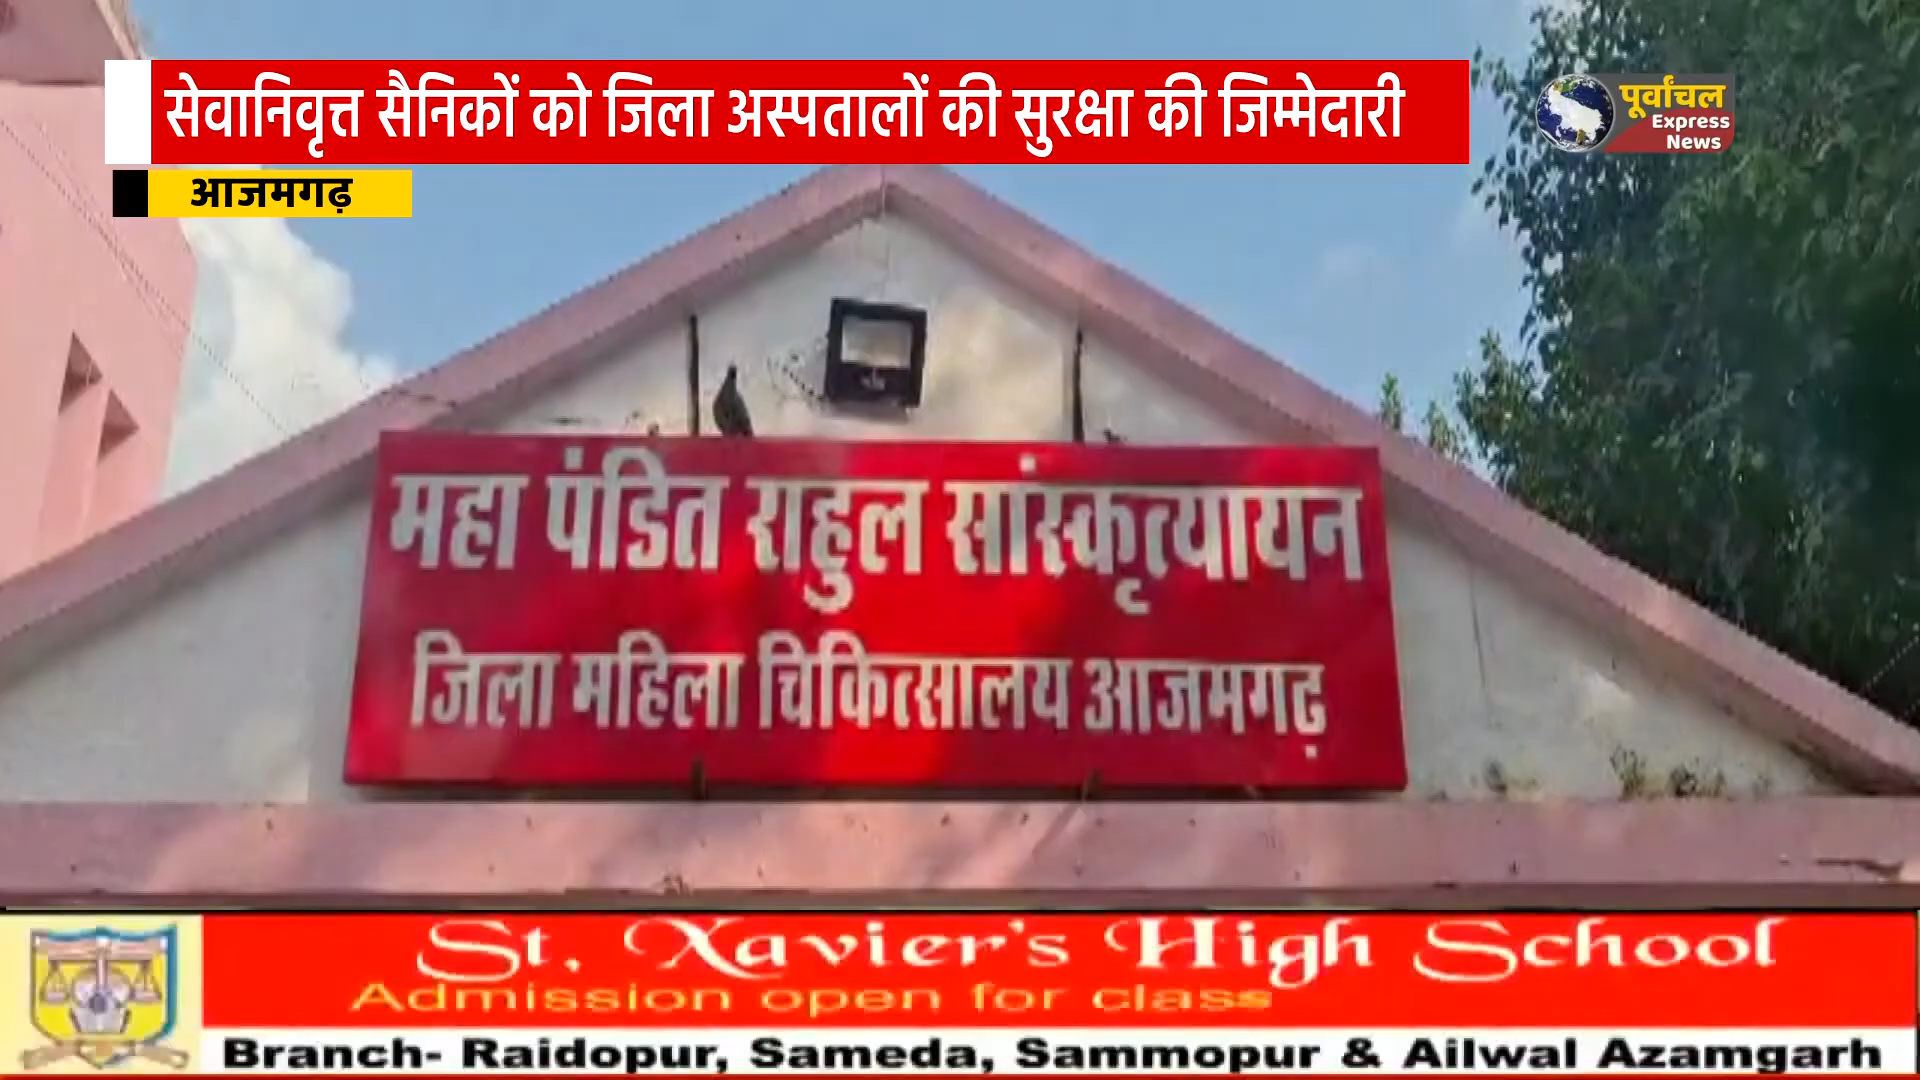 सेवानिवृत्त सैनिकों को जिला अस्पतालों की सुरक्षा की जिम्मेदारी
पूर्वांचल
Express
News
आजमगढ़
महा पंडित राहुल सांस्कृत्यायन
जिला महिला चिकित्सालय आजमगढ़
St. Xavier's High School
Admission open for class
Branch- Raidopur, Sameda, Sammopur & Ailwal Azamgarh